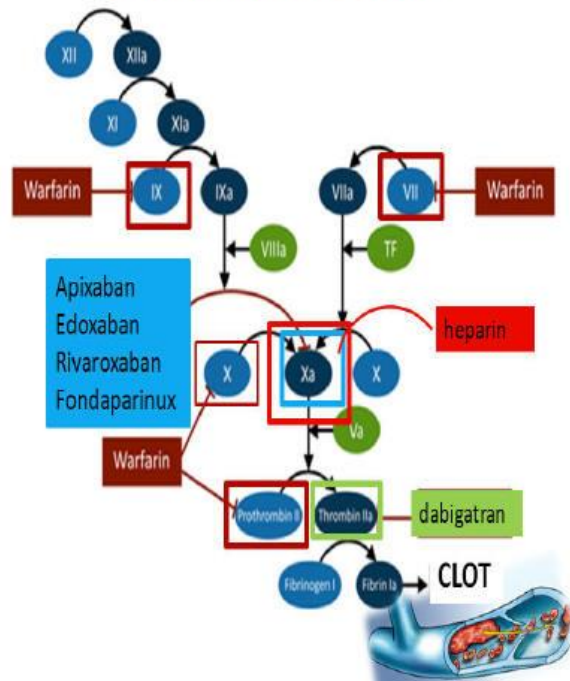 XII
XIIa
XI
XIa
Warfarin
IX
IXa
VIIa
VII
Warfarin
VIIIa
TF
Apixaban
Edoxaban
Rivaroxaban
Fondaparinux
heparin
X
Xa
X
Va
Warfarin
Prothrombin II
Thrombin IIa
dabigatran
Fibrinogen I
Fibrin Ia
CLOT